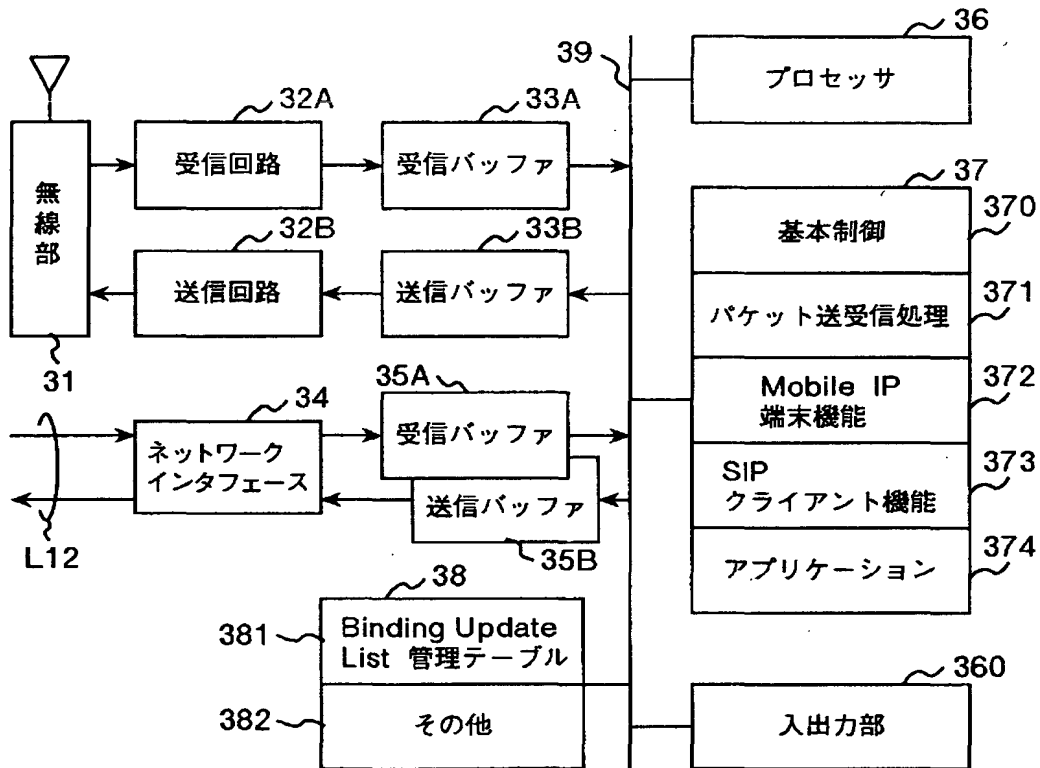 36
39
プロセッサ
32A
33A
受信回路
受信バッファ
無線部
37
370
基本制御
32B
33B
送信回路
送信バッファ
371
パケット送受信処理
31
35A
372
Mobile IP
端末機能
34
受信バッファ
ネットワーク
インタフェース
373
SIP
クライアント機能
送信バッファ
L12
35B
374
アプリケーション
38
381
Binding Update
List 管理テーブル
360
382
その他
入出力部